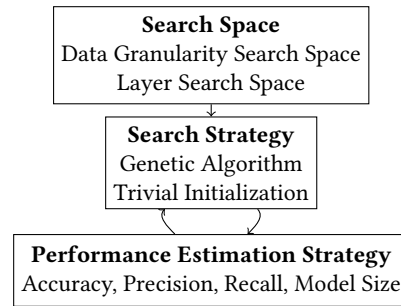 Search Space
Data Granularity Search Space
Layer Search Space
Search Strategy
Genetic Algorithm
Trivial Initialization
Performance Estimation Strategy
Accuracy, Precision, Recall, Model Size